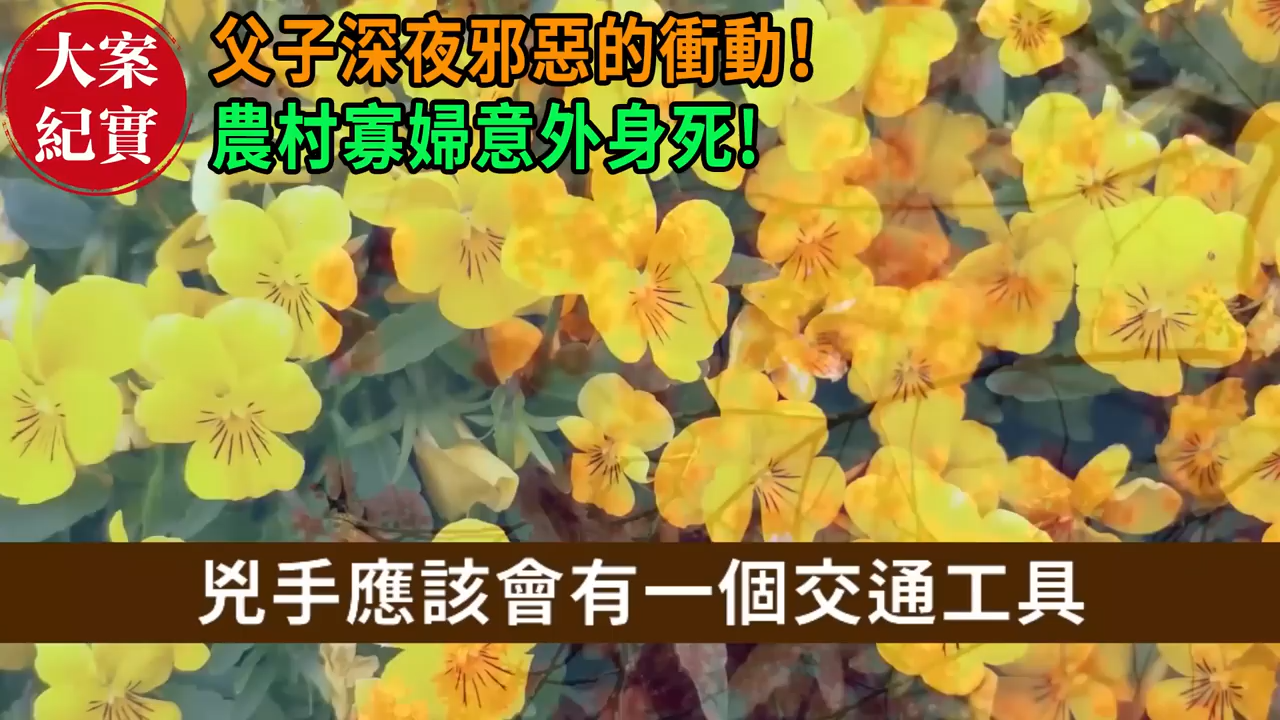 大案
紀實
父子深夜邪惡的衝動！
農村寡婦意外身死！
兇手應該會有一個交通工具